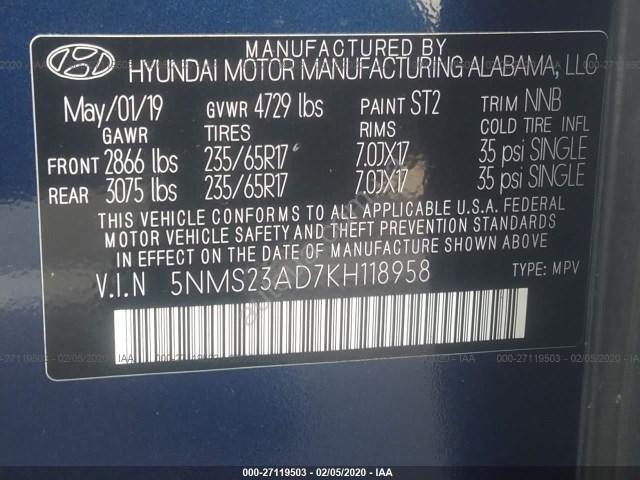 MANUFACTURED BY
HYUNDAI MOTOR MANUFACTURING ALABAMA, LLC
May/01/19 GVWR 4729 lbs PAINT ST2 TRIM NNB
GAWR TIRES RIMS COLD TIRE INFL
FRONT 2866 lbs 235/65R17 7.0JX17 35 psi SINGLE
REAR 3075 lbs 235/65R17 7.0JX17 35 psi SINGLE
THIS VEHICLE CONFORMS TO ALL APPLICABLE U.S.A. FEDERAL
MOTOR VEHICLE SAFETY AND THEFT PREVENTION STANDARDS
IN EFFECT ON THE DATE OF MANUFACTURE SHOWN ABOVE.
V.I.N 5NMS23AD7KH118958 TYPE: MPV
000-27119503 - 02/05/2020 - IAA